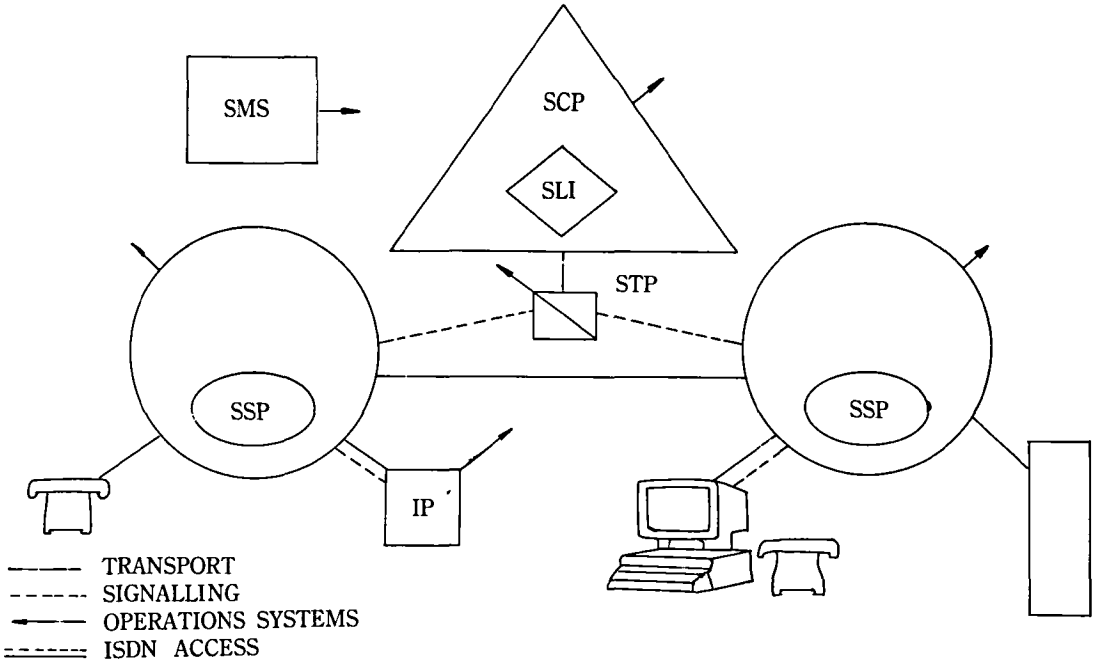 SMS
SCP
SLI
STP
SSP
SSP
IP
TRANSPORT
SIGNALLING
OPERATIONS SYSTEMS
ISDN ACCESS